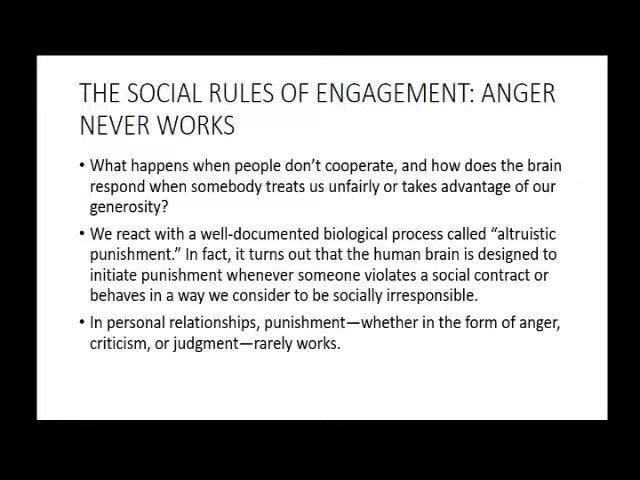 THE SOCIAL RULES OF ENGAGEMENT: ANGER
NEVER WORKS
• What happens when people don't cooperate, and how does the brain
respond when somebody treats us unfairly or takes advantage of our
generosity?
• We react with a well-documented biological process called “altruistic
punishment.” In fact, it turns out that the human brain is designed to
initiate punishment whenever someone violates a social contract or
behaves in a way we consider to be socially irresponsible.
• In personal relationships, punishment—whether in the form of anger,
criticism, or judgment—rarely works.